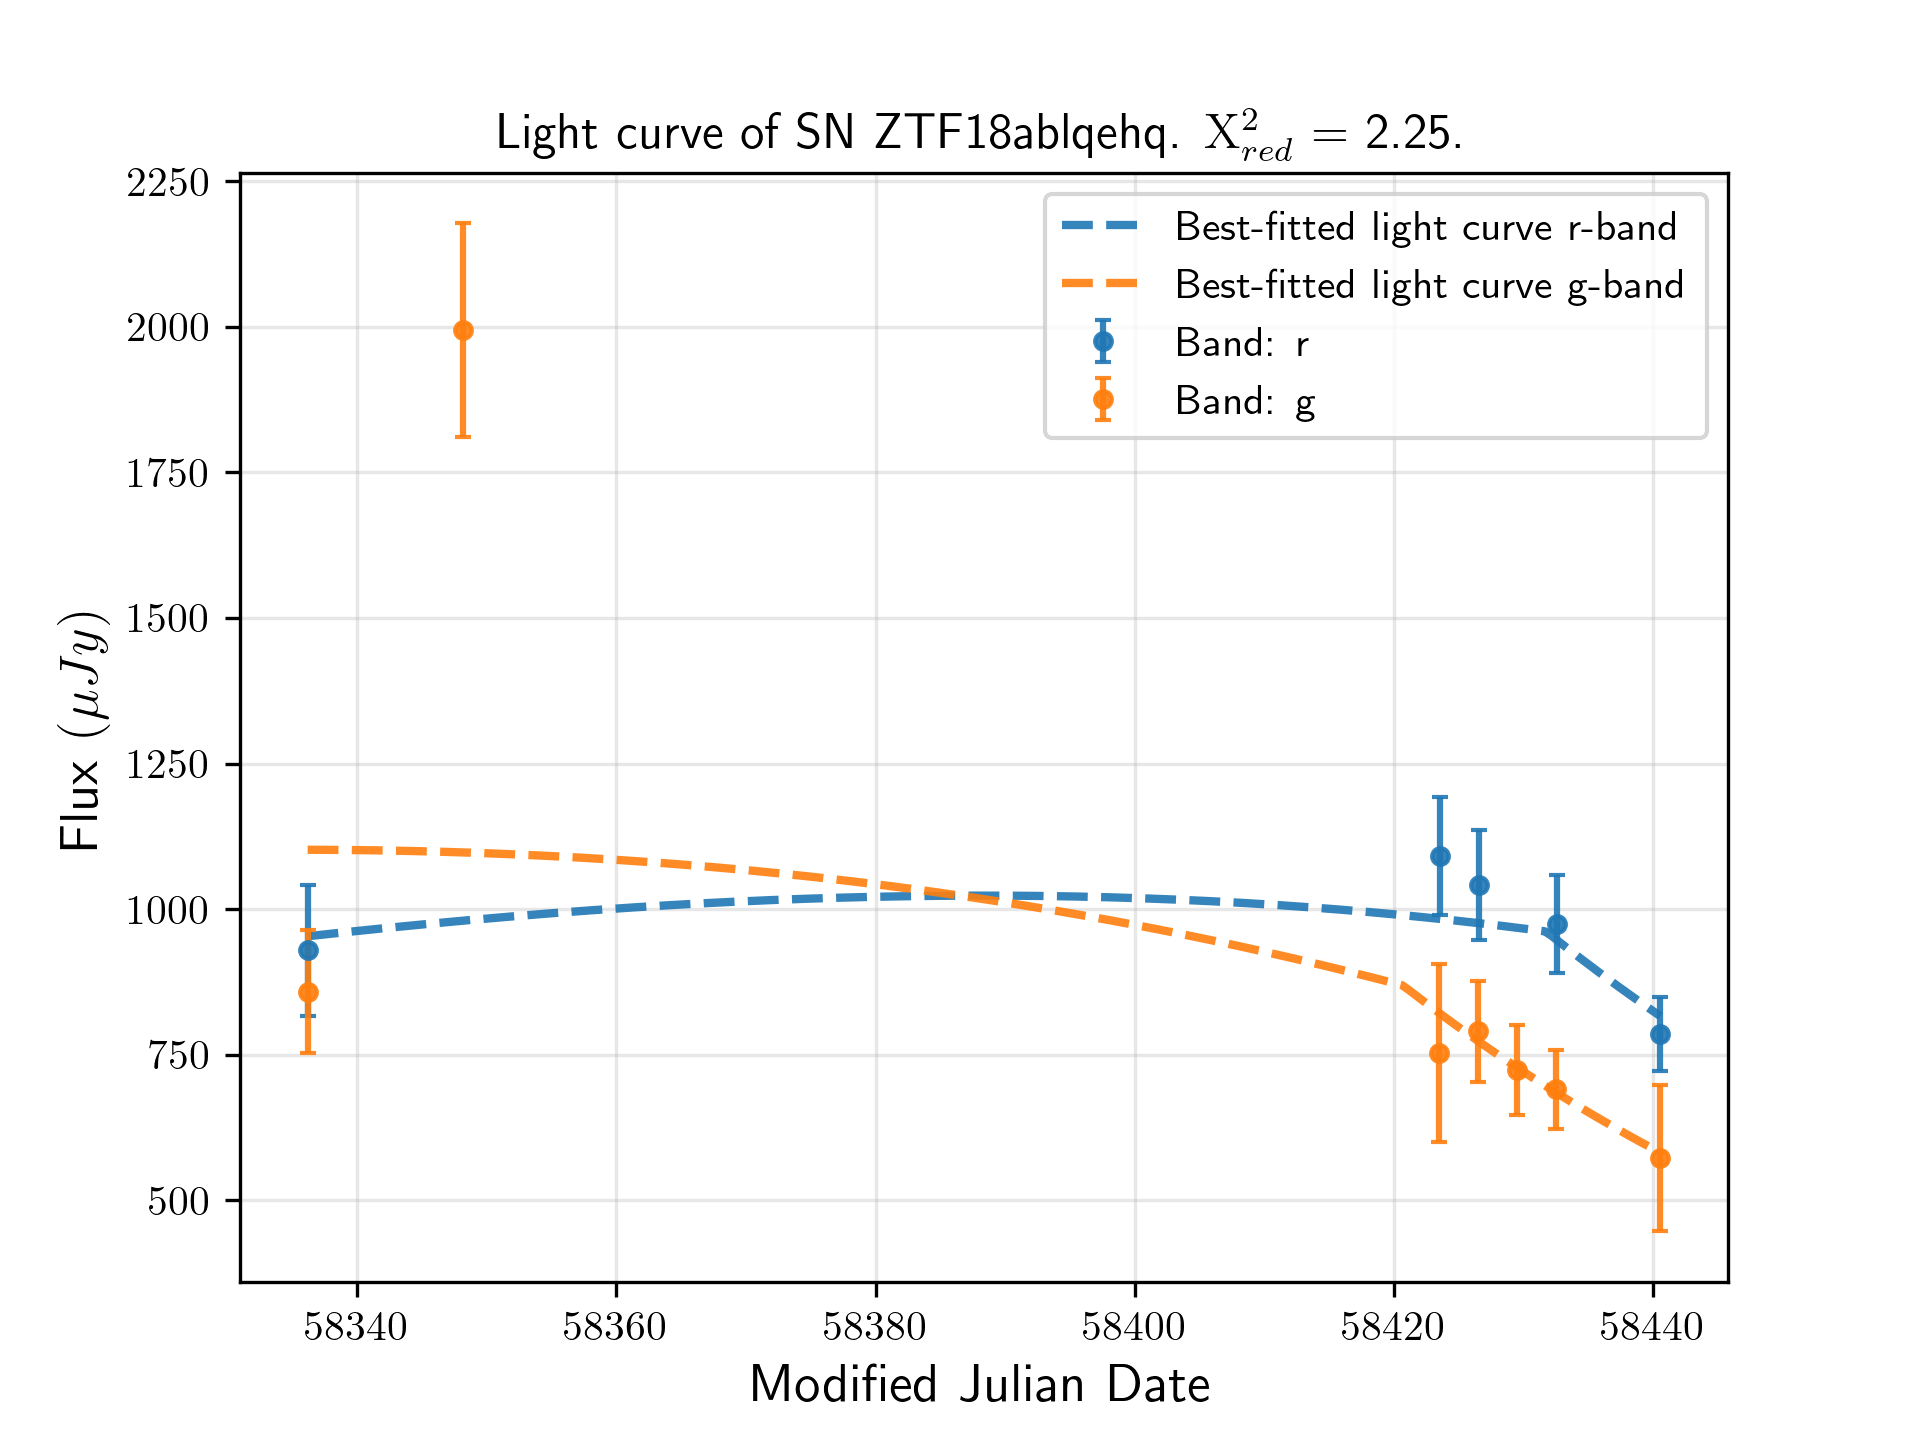 Light curve of SN ZTF18ablqehq. X²_red = 2.25.
Best-fitted light curve r-band
Best-fitted light curve g-band
Band: r
Band: g
Flux (μJy)
2250
2000
1750
1500
1250
1000
750
500
58340 58360 58380 58400 58420 58440
Modified Julian Date